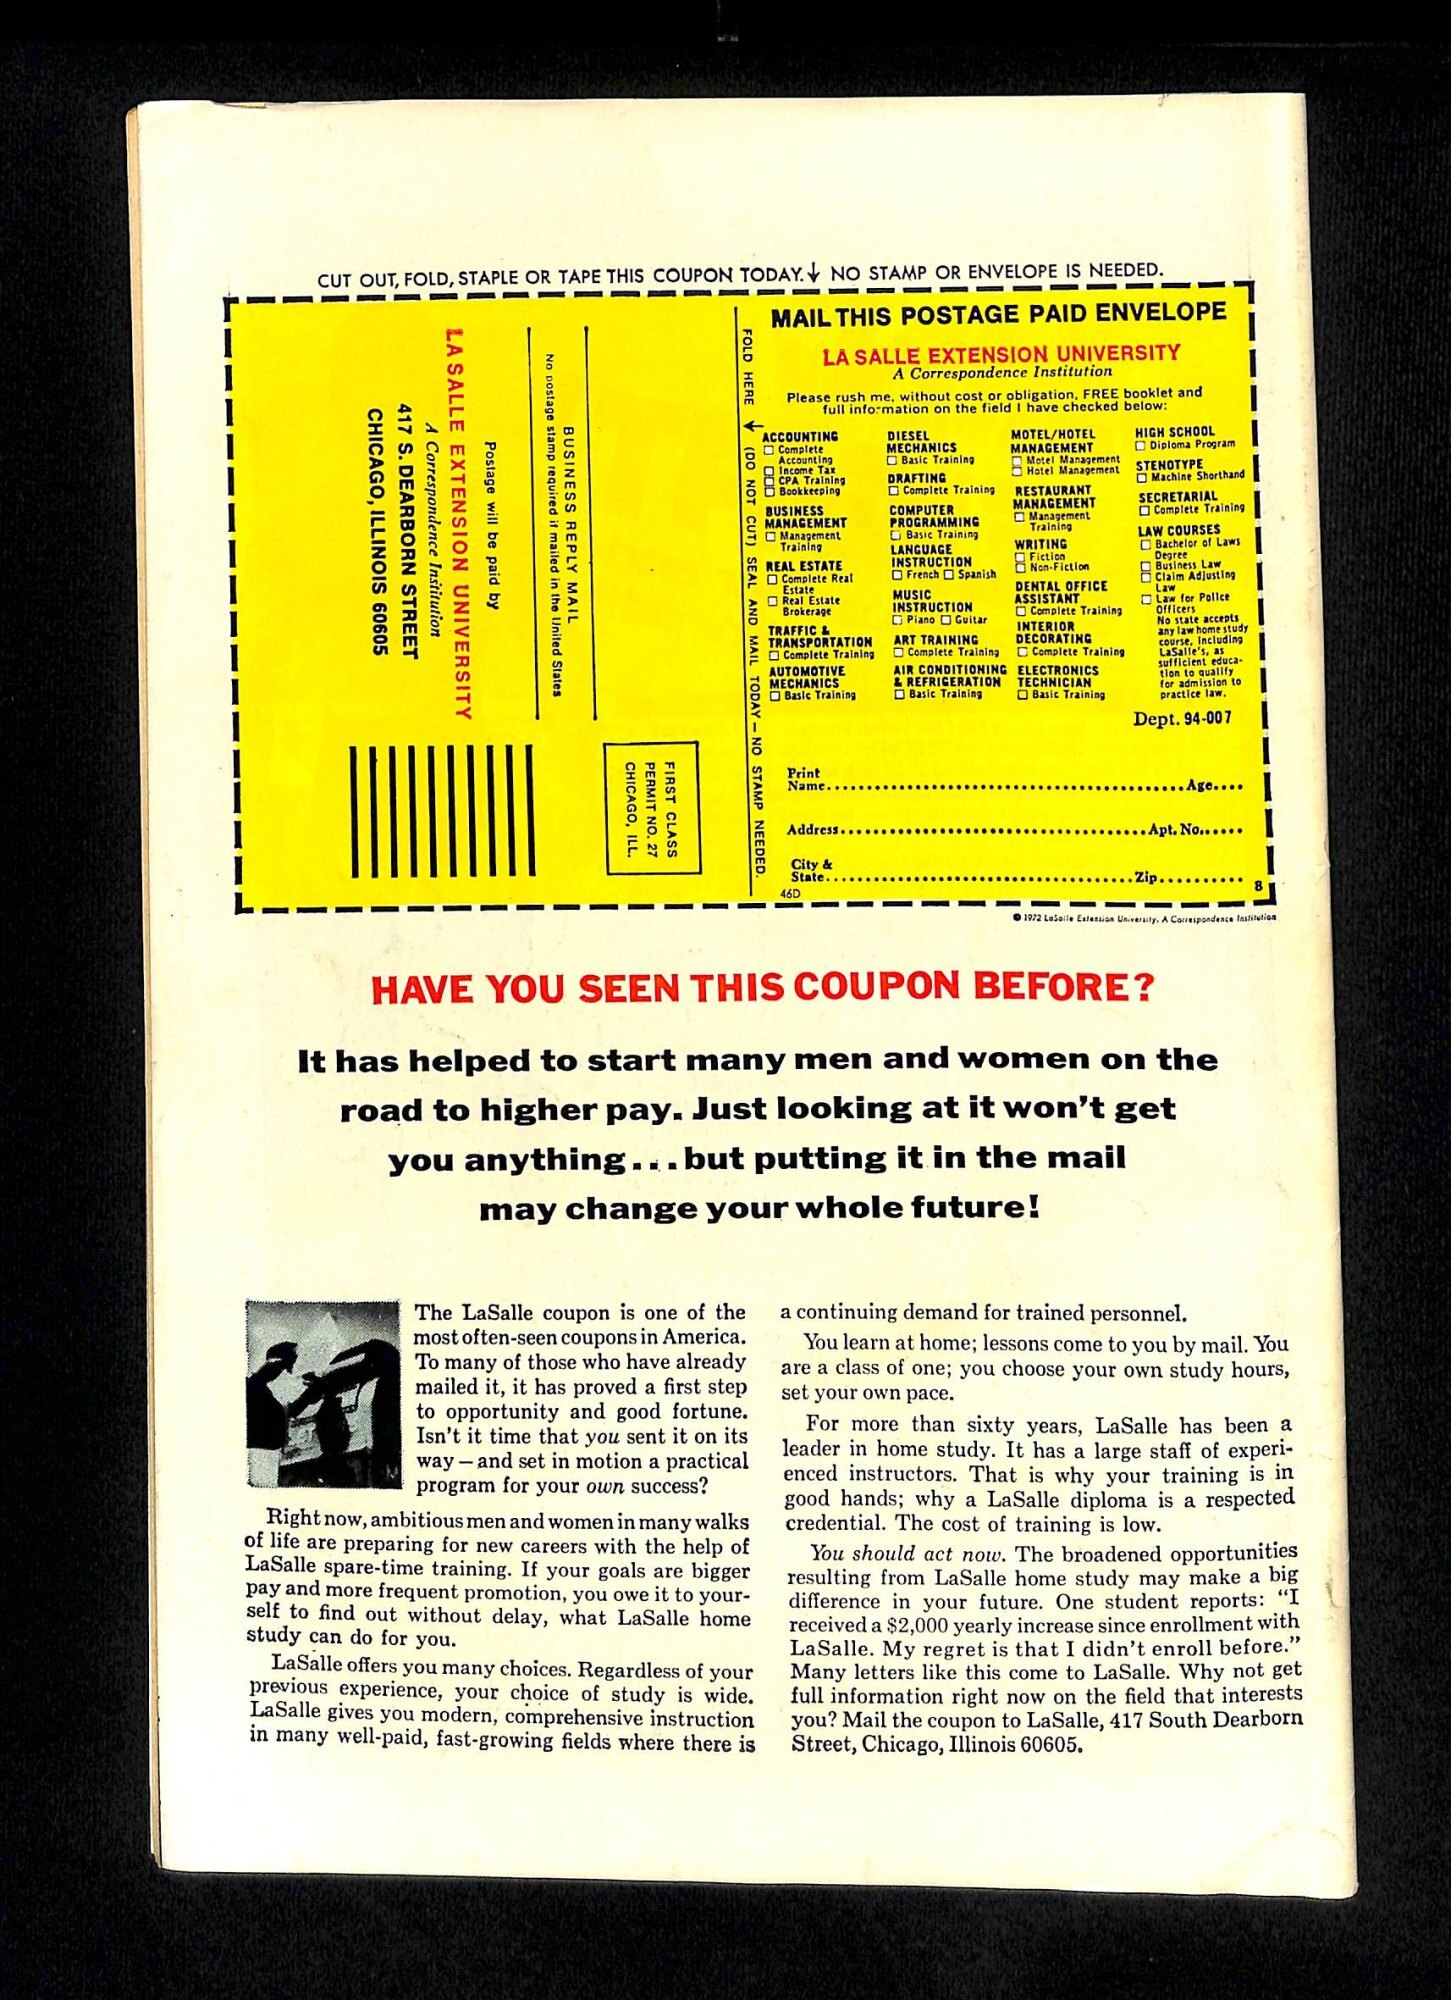 CUT OUT, FOLD, STAPLE OR TAPE THIS COUPON TODAY.↓ NO STAMP OR ENVELOPE IS NEEDED.
LASALLE EXTENSION UNIVERSITY
A Correspondence Institution
417 S. DEARBORN STREET
CHICAGO, ILLINOIS 60605
Postage will be paid by
BUSINESS REPLY MAIL
No postage stamp required if mailed in the United States
FIRST CLASS
PERMIT NO. 27
CHICAGO, ILL.
FOLD HERE ↓ (DO NOT CUT) SEAL AND MAIL TODAY — NO STAMP NEEDED.
MAIL THIS POSTAGE PAID ENVELOPE
LA SALLE EXTENSION UNIVERSITY
A Correspondence Institution
Please rush me, without cost or obligation, FREE booklet and
full information on the field I have checked below:
ACCOUNTING
☐ Complete
Accounting
☐ Income Tax
☐ CPA Training
☐ Bookkeeping
BUSINESS
MANAGEMENT
☐ Management
Training
REAL ESTATE
☐ Complete Real
Estate
☐ Real Estate
Brokerage
TRAFFIC &
TRANSPORTATION
☐ Complete Training
AUTOMOTIVE
MECHANICS
☐ Basic Training
DIESEL
MECHANICS
☐ Basic Training
DRAFTING
☐ Complete Training
COMPUTER
PROGRAMMING
☐ Basic Training
LANGUAGE
INSTRUCTION
☐ French ☐ Spanish
MUSIC
INSTRUCTION
☐ Piano ☐ Guitar
ART TRAINING
☐ Complete Training
AIR CONDITIONING
& REFRIGERATION
☐ Basic Training
MOTEL/HOTEL
MANAGEMENT
☐ Motel Management
☐ Hotel Management
RESTAURANT
MANAGEMENT
☐ Management
Training
WRITING
☐ Fiction
☐ Non-Fiction
DENTAL OFFICE
ASSISTANT
☐ Complete Training
INTERIOR
DECORATING
☐ Complete Training
ELECTRONICS
TECHNICIAN
☐ Basic Training
HIGH SCHOOL
☐ Diploma Program
STENOTYPE
☐ Machine Shorthand
SECRETARIAL
☐ Complete Training
LAW COURSES
☐ Bachelor of Laws
Degree
☐ Business Law
☐ Claim Adjusting
Law
☐ Law for Police
Officers
No state accepts
any law home study
course, including
LaSalle's, as
sufficient educa-
tion to qualify
for admission to
practice law.
Dept. 94-007
Print
Name........................................Age....
Address........................................Apt. No......
City &
State........................................Zip..........
46D
8
© 1972 LaSalle Extension University. A Correspondence Institution
HAVE YOU SEEN THIS COUPON BEFORE?
It has helped to start many men and women on the
road to higher pay. Just looking at it won't get
you anything...but putting it in the mail
may change your whole future!
The LaSalle coupon is one of the
most often-seen coupons in America.
To many of those who have already
mailed it, it has proved a first step
to opportunity and good fortune.
Isn't it time that you sent it on its
way — and set in motion a practical
program for your own success?
Right now, ambitious men and women in many walks
of life are preparing for new careers with the help of
LaSalle spare-time training. If your goals are bigger
pay and more frequent promotion, you owe it to your-
self to find out without delay, what LaSalle home
study can do for you.
LaSalle offers you many choices. Regardless of your
previous experience, your choice of study is wide.
LaSalle gives you modern, comprehensive instruction
in many well-paid, fast-growing fields where there is
a continuing demand for trained personnel.
You learn at home; lessons come to you by mail. You
are a class of one; you choose your own study hours,
set your own pace.
For more than sixty years, LaSalle has been a
leader in home study. It has a large staff of experi-
enced instructors. That is why your training is in
good hands; why a LaSalle diploma is a respected
credential. The cost of training is low.
You should act now. The broadened opportunities
resulting from LaSalle home study may make a big
difference in your future. One student reports: "I
received a $2,000 yearly increase since enrollment with
LaSalle. My regret is that I didn't enroll before."
Many letters like this come to LaSalle. Why not get
full information right now on the field that interests
you? Mail the coupon to LaSalle, 417 South Dearborn
Street, Chicago, Illinois 60605.